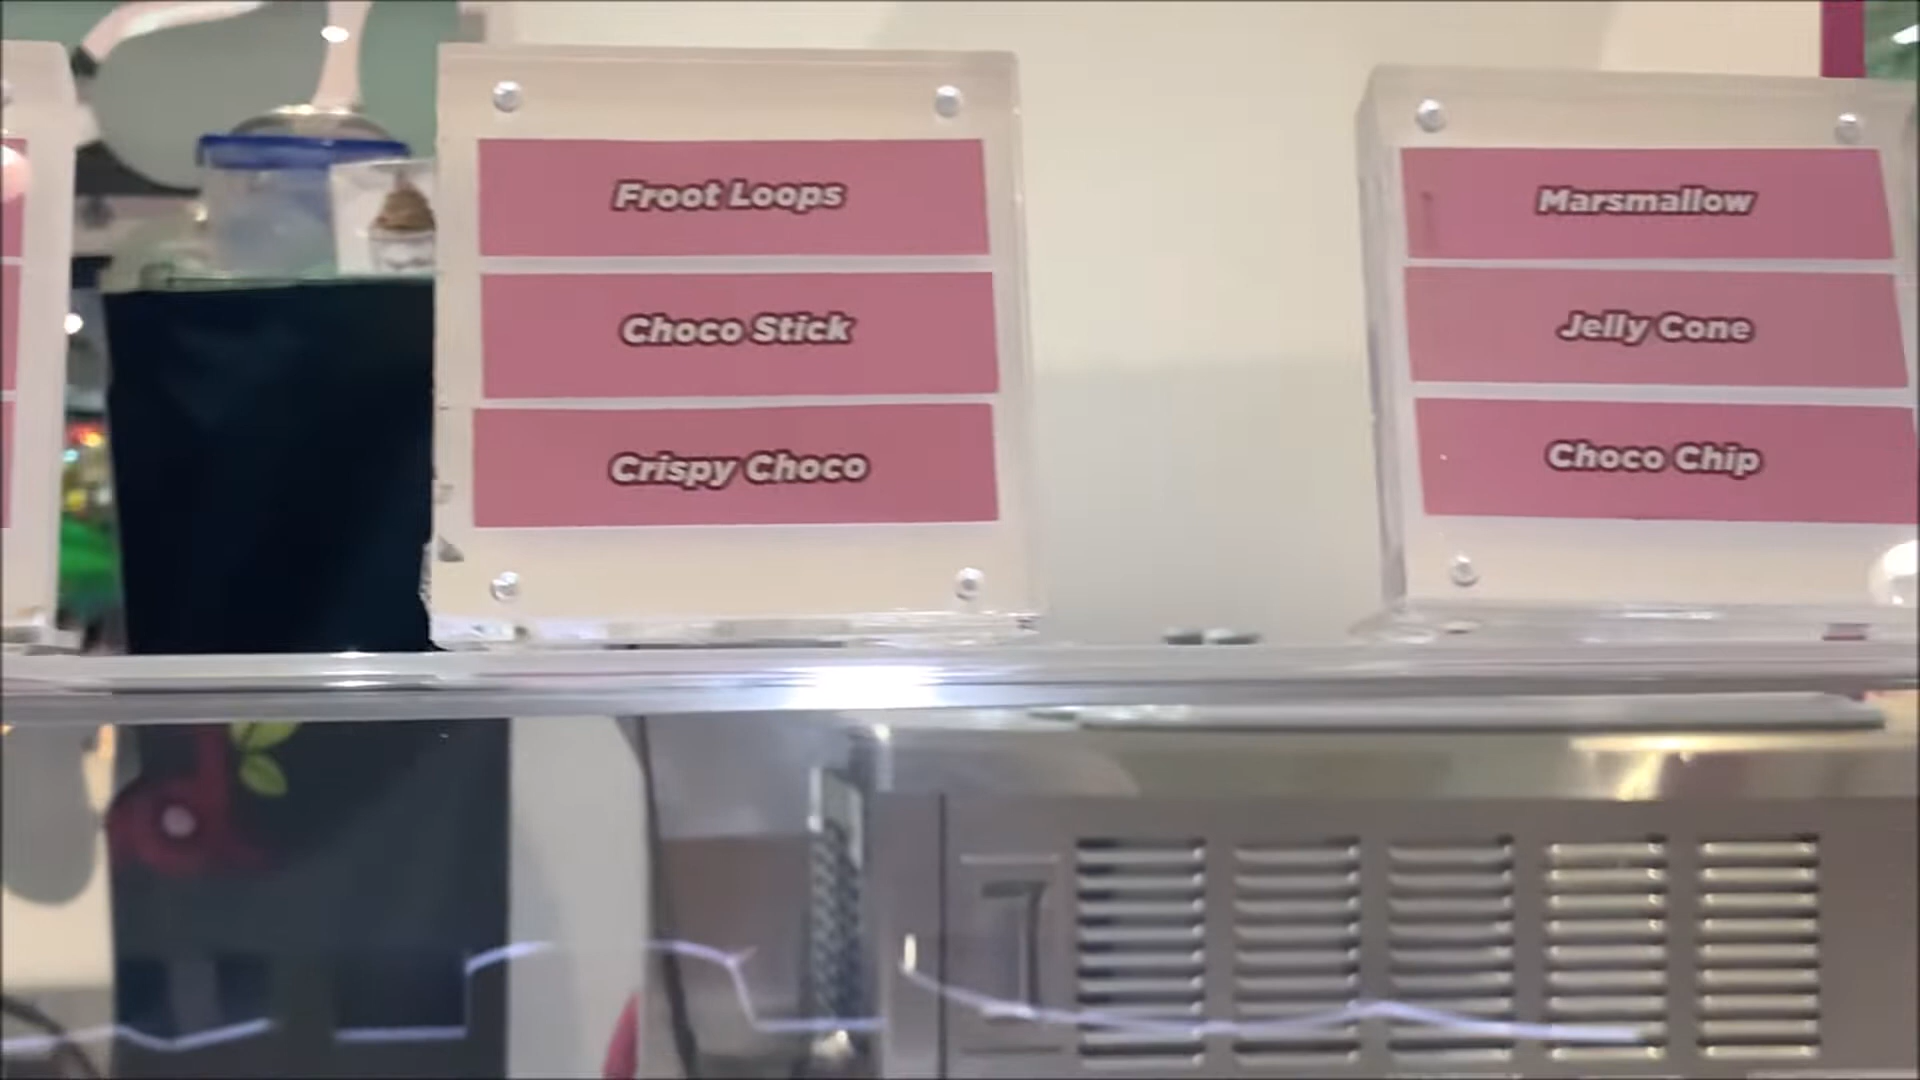 Froot Loops
Choco Stick
Crispy Choco
Marsmallow
Jelly Cone
Choco Chip